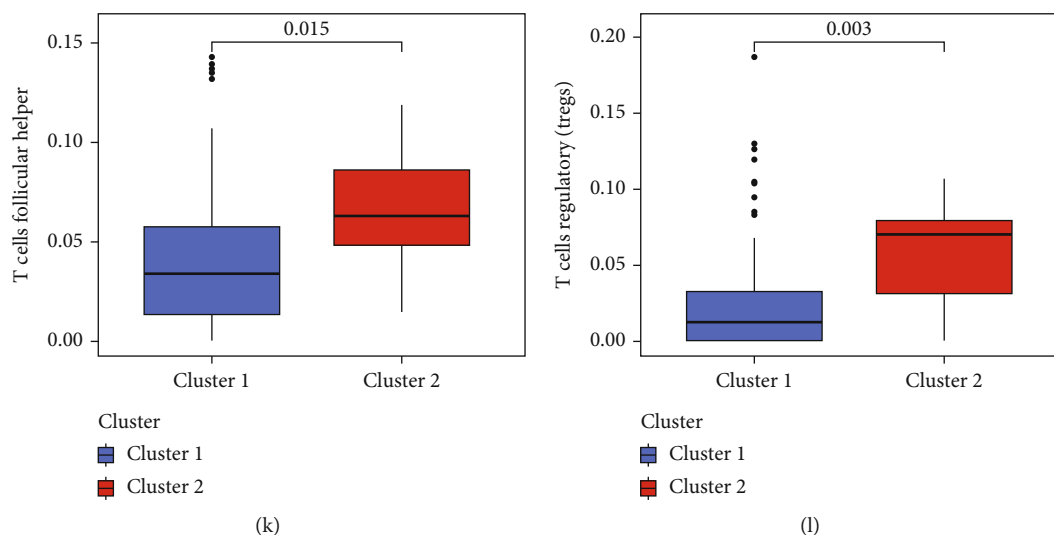 T cells follicular helper
0.15
0.10
0.05
0.00
0.015
Cluster 1
Cluster 2
Cluster
Cluster 1
Cluster 2
(k)
T cells regulatory (tregs)
0.20
0.15
0.10
0.05
0.00
0.003
Cluster 1
Cluster 2
Cluster
Cluster 1
Cluster 2
(l)